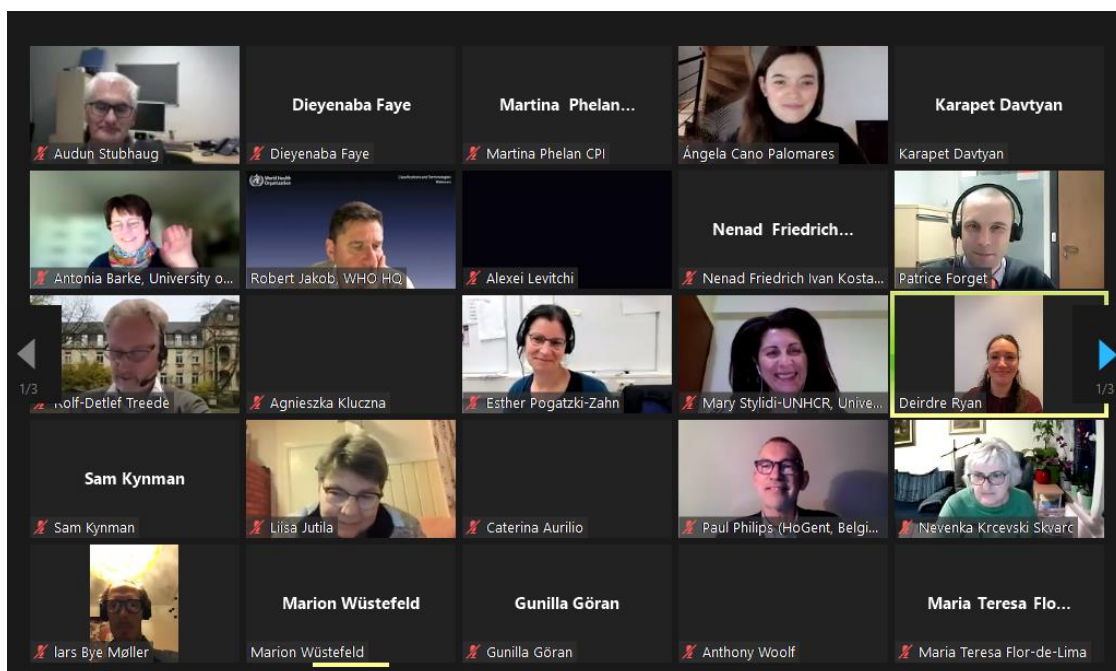 Dieyenaba Faye
Martina Phelan...
Karapet Davtyan
Audun Stubhaug
Dieyenaba Faye
Martina Phelan CPI
Ángela Cano Palomares
Karapet Davtyan
World Health
Organization
Nenad Friedrich...
Antonia Barke, University o...
Robert Jakob, WHO HQ
Alexei Levitchi
Nenad Friedrich Ivan Kosta...
Patrice Forget
1/3
1/3
Rolf-Detlef Treede
Agnieszka Kluczna
Esther Pogatzki-Zahn
Mary Stylidi-UNHCR, Unive...
Deirdre Ryan
Sam Kynman
Sam Kynman
Liisa Jutila
Caterina Aurilio
Paul Philips (HoGent, Belgi...
Nevenka Krcevski Skvarc
Marion Wüstefeld
Gunilla Göran
Maria Teresa Flo...
lars Bye Møller
Marion Wüstefeld
Gunilla Göran
Anthony Woolf
Maria Teresa Flor-de-Lima